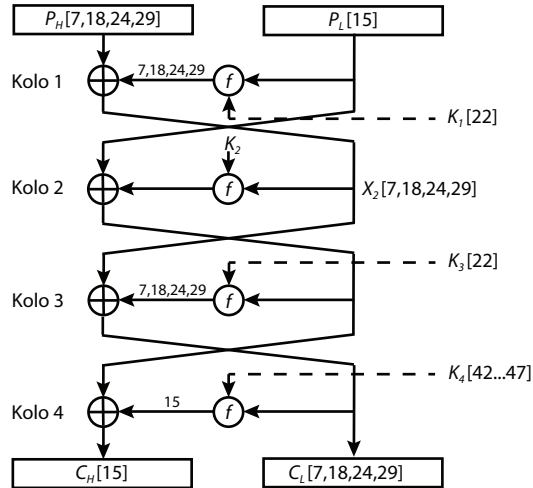 P_H[7,18,24,29] P_L[15]
Kolo 1 7,18,24,29 f
K_1[22]
K_2
Kolo 2 f X_2[7,18,24,29]
K_3[22]
Kolo 3 7,18,24,29 f
K_4[42...47]
Kolo 4 15 f
C_H[15] C_L[7,18,24,29]